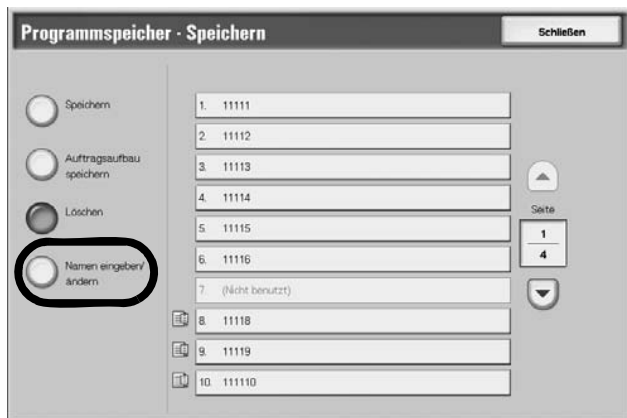 Programmspeicher - Speichern
Schließen
Speichern
Auftragsaufbau
speichern
Löschen
Namen eingeben/
ändern
1. 11111
2. 11112
3. 11113
4. 11114
5. 11115
6. 11116
7. (Nicht benutzt)
8. 11118
9. 11119
10. 111110
Seite
1
4